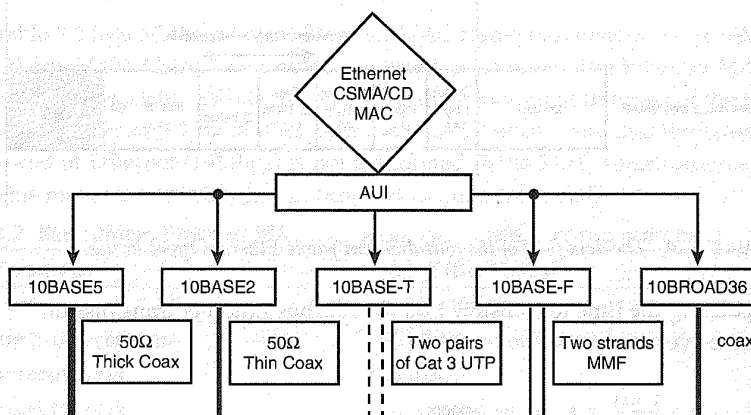 Ethernet
CSMA/CD
MAC
AUI
10BASE5
10BASE2
10BASE-T
10BASE-F
10BROAD36
50Ω
Thick Coax
50Ω
Thin Coax
Two pairs
of Cat 3 UTP
Two strands
MMF
coax